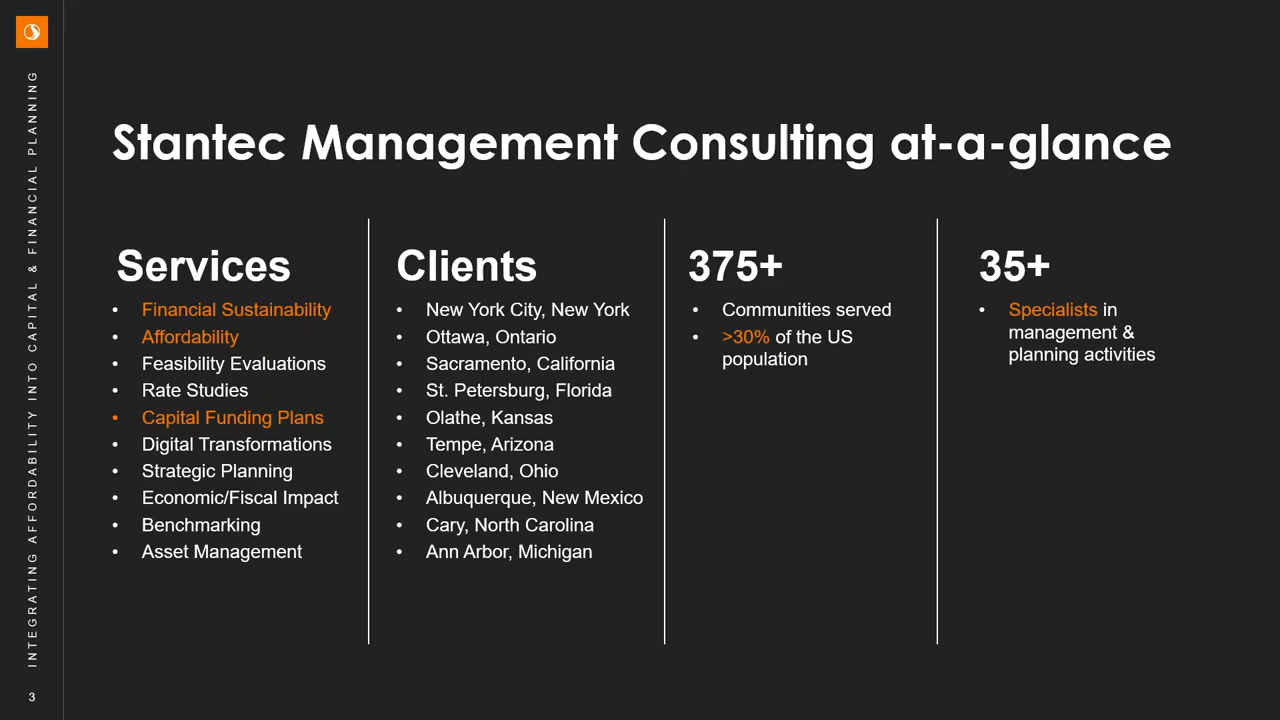 Stantec Management Consulting at-a-glance
Services
Financial Sustainability
Affordability
Feasibility Evaluations
Rate Studies
Capital Funding Plans
Digital Transformations
Strategic Planning
Economic/Fiscal Impact
Benchmarking
Asset Management
Clients
New York City, New York
Ottawa, Ontario
Sacramento, California
St. Petersburg, Florida
Olathe, Kansas
Tempe, Arizona
Cleveland, Ohio
Albuquerque, New Mexico
Cary, North Carolina
Ann Arbor, Michigan
375+
Communities served
>30% of the US
population
35+
Specialists in
management &
planning activities
INTEGRATING AFFORDABILITY INTO CAPITAL & FINANCIAL PLANNING
3